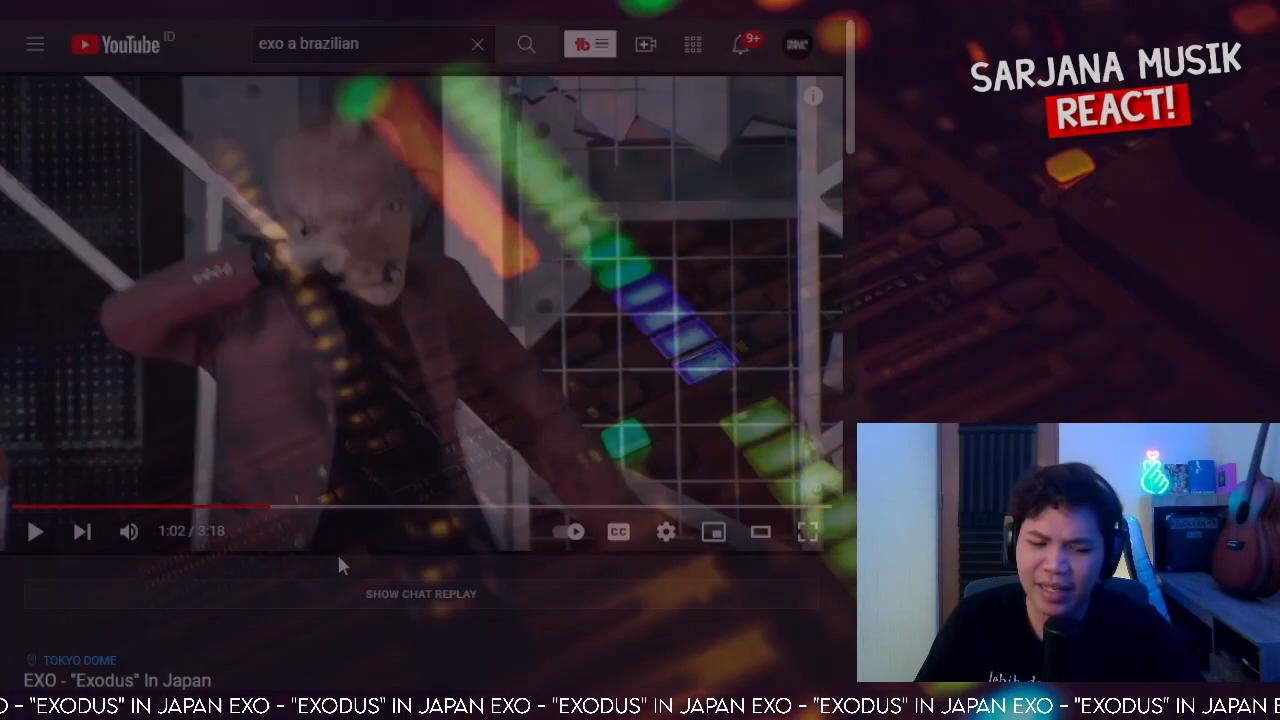 YouTube ID
exo a brazilian
9+
SARJANA MUSIK
REACT!
1:02 / 3:18
CC
SHOW CHAT REPLAY
TOKYO DOME
EXO - "Exodus" In Japan
O - "EXODUS" IN JAPAN EXO - "EXODUS" IN JAPAN EXO - "EXODUS" IN JAPAN EXO - "EXODUS" IN JAPAN EXO - "EXODUS" IN JAPAN E